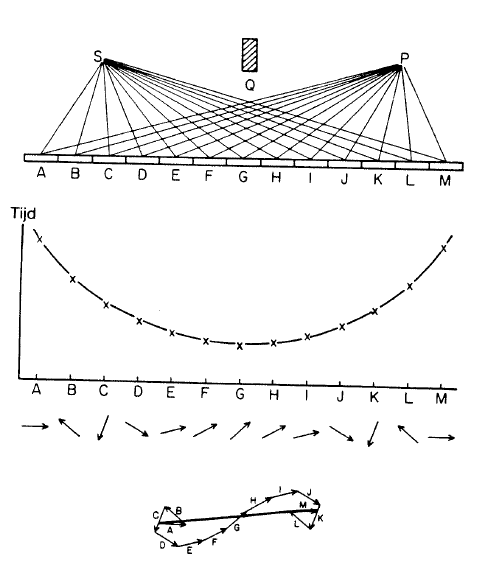 S P
Q
A B C D E F G H I J K L M
Tijd
A B C D E F G H I J K L M
H I J
C B M
A L K
D E F G